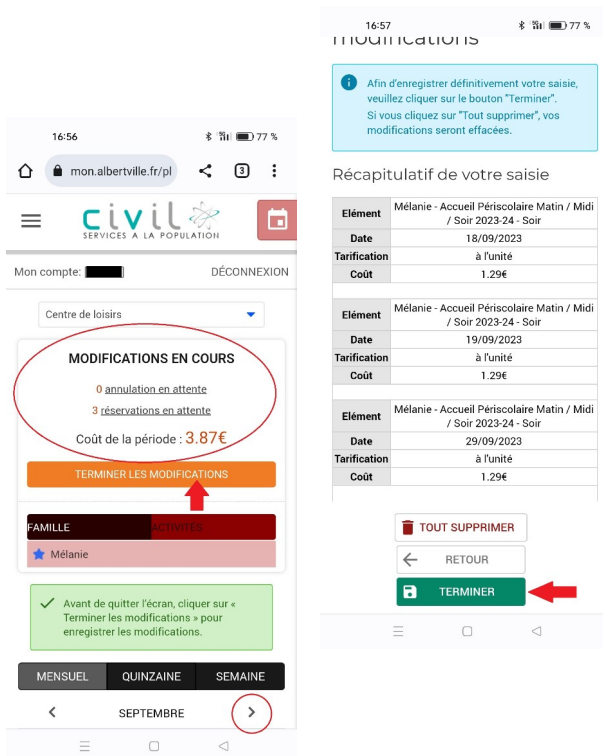 16:56
77 %
mon.albertville.fr/pl
3
civil
SERVICES A LA POPULATION
Mon compte:
DÉCONNEXION
Centre de loisirs
MODIFICATIONS EN COURS
0 annulation en attente
3 réservations en attente
Coût de la période : 3.87€
TERMINER LES MODIFICATIONS
FAMILLE
ACTIVITÉS
Mélanie
Avant de quitter l'écran, cliquer sur «
Terminer les modifications » pour
enregistrer les modifications.
MENSUEL QUINZAINE SEMAINE
SEPTEMBRE
16:57
77 %
modifications
Afin d'enregistrer définitivement votre saisie,
veuillez cliquer sur le bouton "Terminer".
Si vous cliquez sur "Tout supprimer", vos
modifications seront effacées.
Récapitulatif de votre saisie
Elément Mélanie - Accueil Périscolaire Matin / Midi
/ Soir 2023-24 - Soir
Date 18/09/2023
Tarification à l'unité
Coût 1.29€
Elément Mélanie - Accueil Périscolaire Matin / Midi
/ Soir 2023-24 - Soir
Date 19/09/2023
Tarification à l'unité
Coût 1.29€
Elément Mélanie - Accueil Périscolaire Matin / Midi
/ Soir 2023-24 - Soir
Date 29/09/2023
Tarification à l'unité
Coût 1.29€
TOUT SUPPRIMER
RETOUR
TERMINER